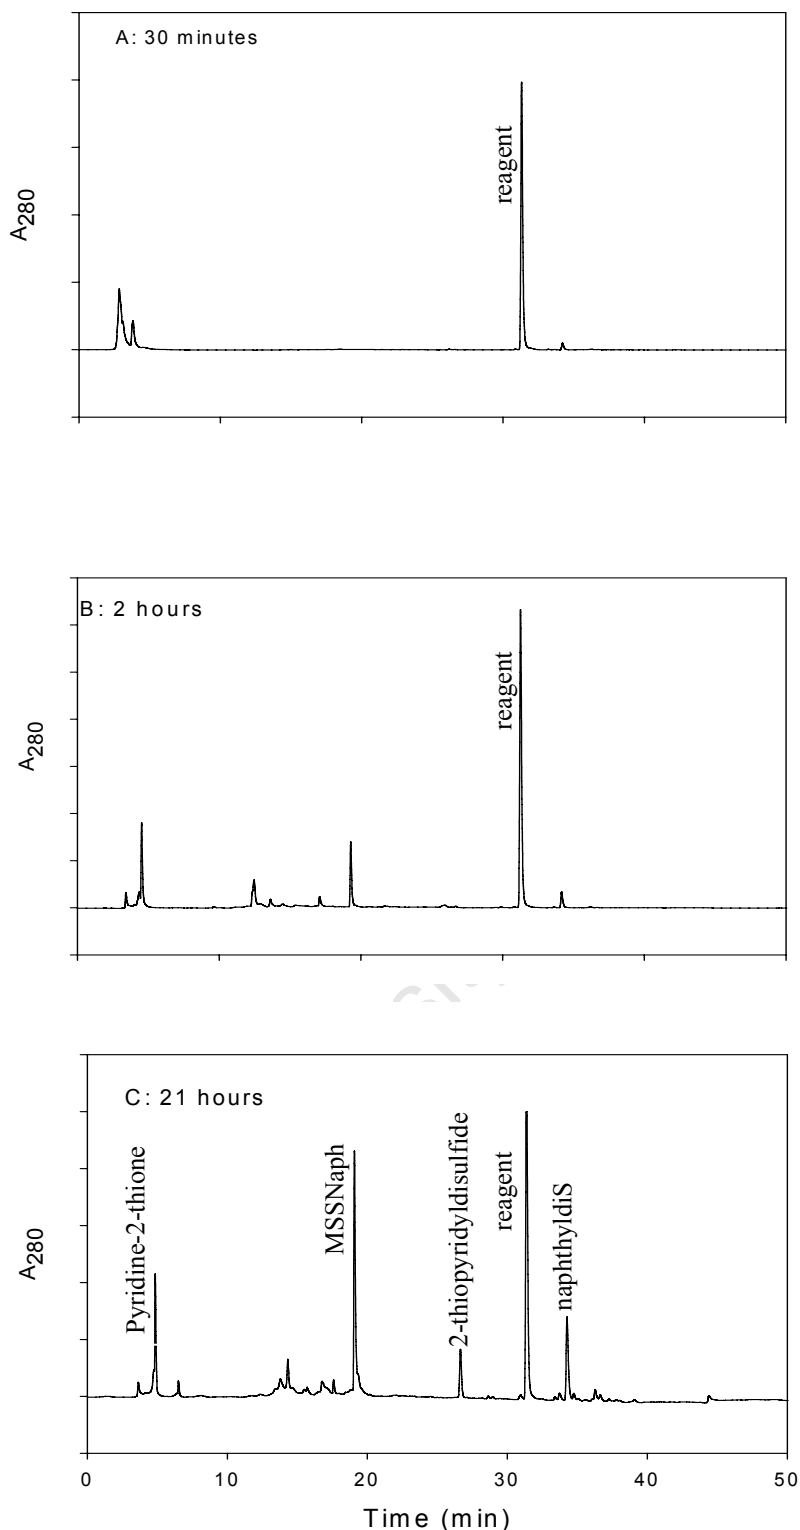 A: 30 minutes
reagent
A280
B: 2 hours
reagent
A280
C: 21 hours
Pyridine-2-thione
MSSNaph
2-thiopyridyldisulfide
reagent
naphthyldiS
A280
0 10 20 30 40 50
Time (min)